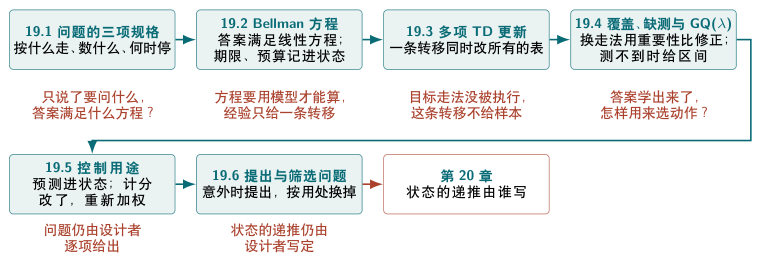 19.1 问题的三项规格
按什么走、数什么、何时停
19.2 Bellman 方程
答案满足线性方程；
期限、预算记进状态
19.3 多项 TD 更新
一条转移同时改所有的表
19.4 覆盖、缺测与 GQ(λ)
换走法用重要性比修正；
测不到时给区间
只说了要问什么，
答案满足什么方程？
方程要用模型才能算，
经验只给一条转移
目标走法没被执行，
这条转移不给样本
答案学出来了，
怎样用来选动作？
19.5 控制用途
预测进状态；计分
改了，重新加权
19.6 提出与筛选问题
意外时提出，按用处换掉
第 20 章
状态的递推由谁写
问题仍由设计者
逐项给出
状态的递推仍由
设计者写定